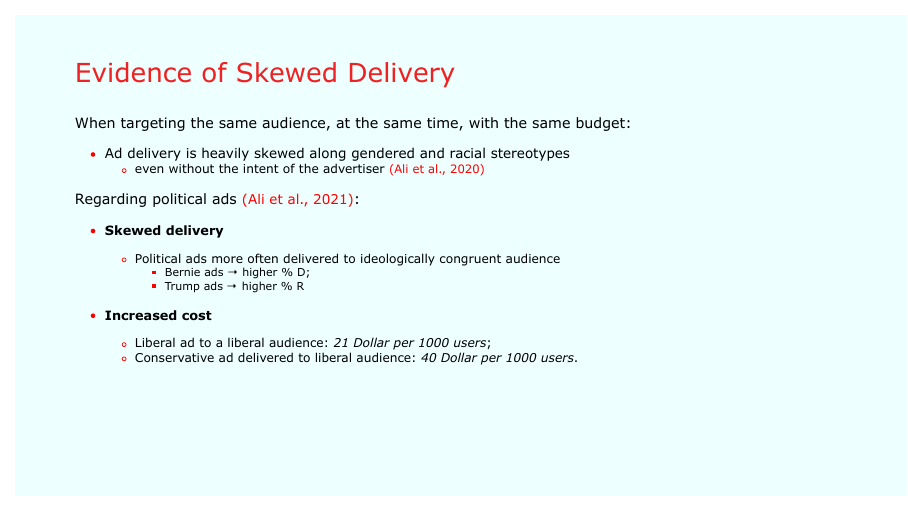 Evidence of Skewed Delivery
When targeting the same audience, at the same time, with the same budget:
Ad delivery is heavily skewed along gendered and racial stereotypes
even without the intent of the advertiser (Ali et al., 2020)
Regarding political ads (Ali et al., 2021):
Skewed delivery
Political ads more often delivered to ideologically congruent audience
Bernie ads → higher % D;
Trump ads → higher % R
Increased cost
Liberal ad to a liberal audience: 21 Dollar per 1000 users;
Conservative ad delivered to liberal audience: 40 Dollar per 1000 users.